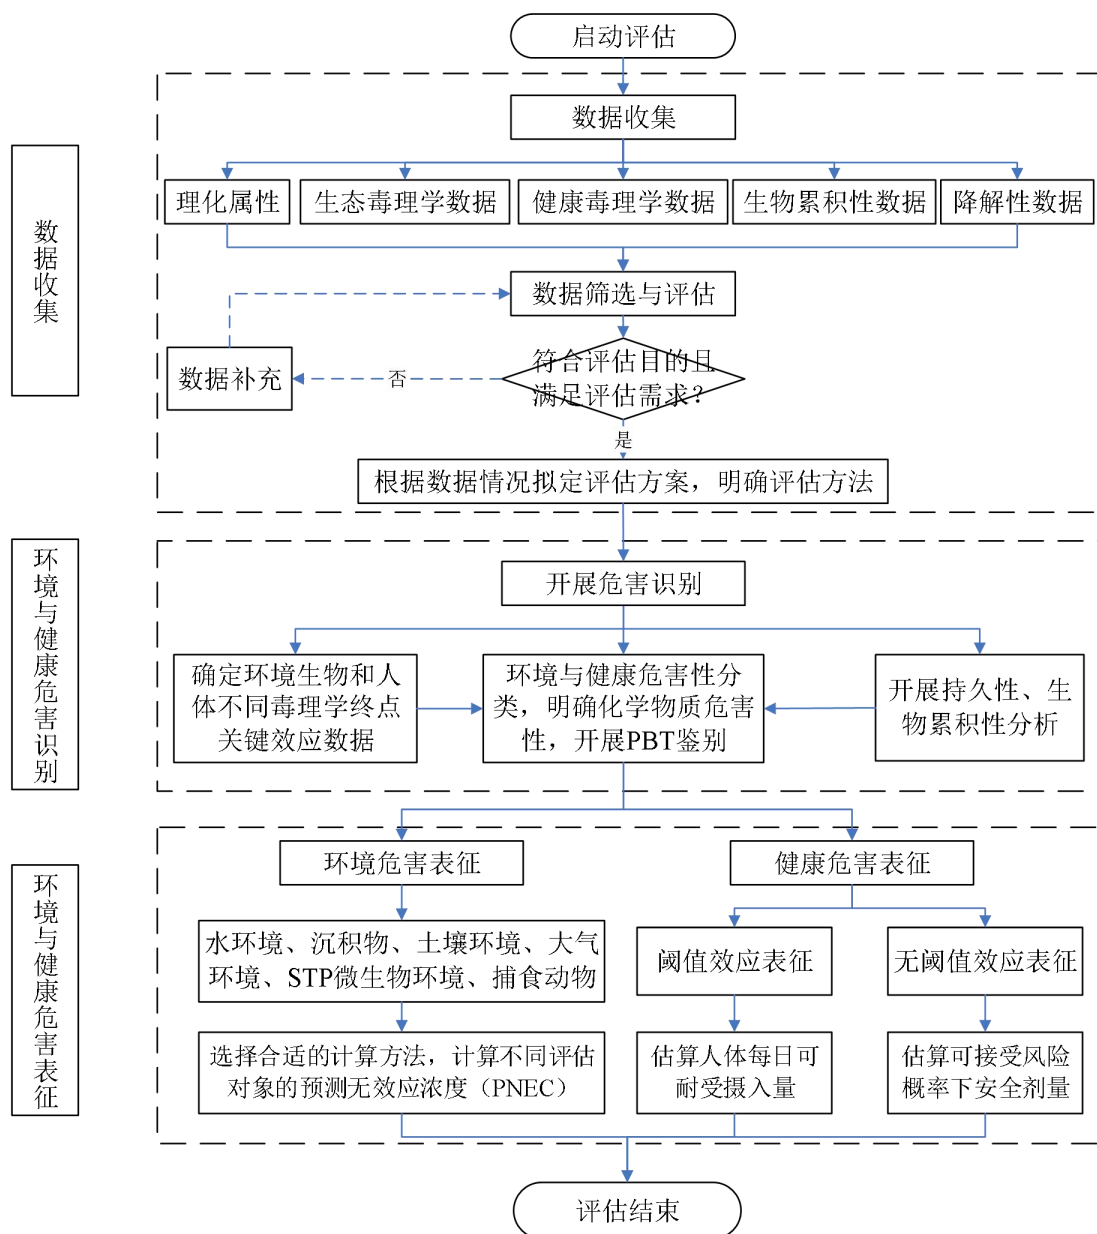 启动评估
数据收集
数据收集
理化属性
生态毒理学数据
健康毒理学数据
生物累积性数据
降解性数据
数据筛选与评估
符合评估目的且
满足评估需求?
否
数据补充
是
根据数据情况拟定评估方案，明确评估方法
环境与健康危害识别
开展危害识别
确定环境生物和人
体不同毒理学终点
关键效应数据
环境与健康危害性分
类，明确化学物质危害
性，开展PBT鉴别
开展持久性、生
物累积性分析
环境与健康危害表征
环境危害表征
健康危害表征
水环境、沉积物、土壤环境、大气
环境、STP微生物环境、捕食动物
阈值效应表征
无阈值效应表征
选择合适的计算方法，计算不同评估
对象的预测无效应浓度（PNEC）
估算人体每日可
耐受摄入量
估算可接受风险
概率下安全剂量
评估结束